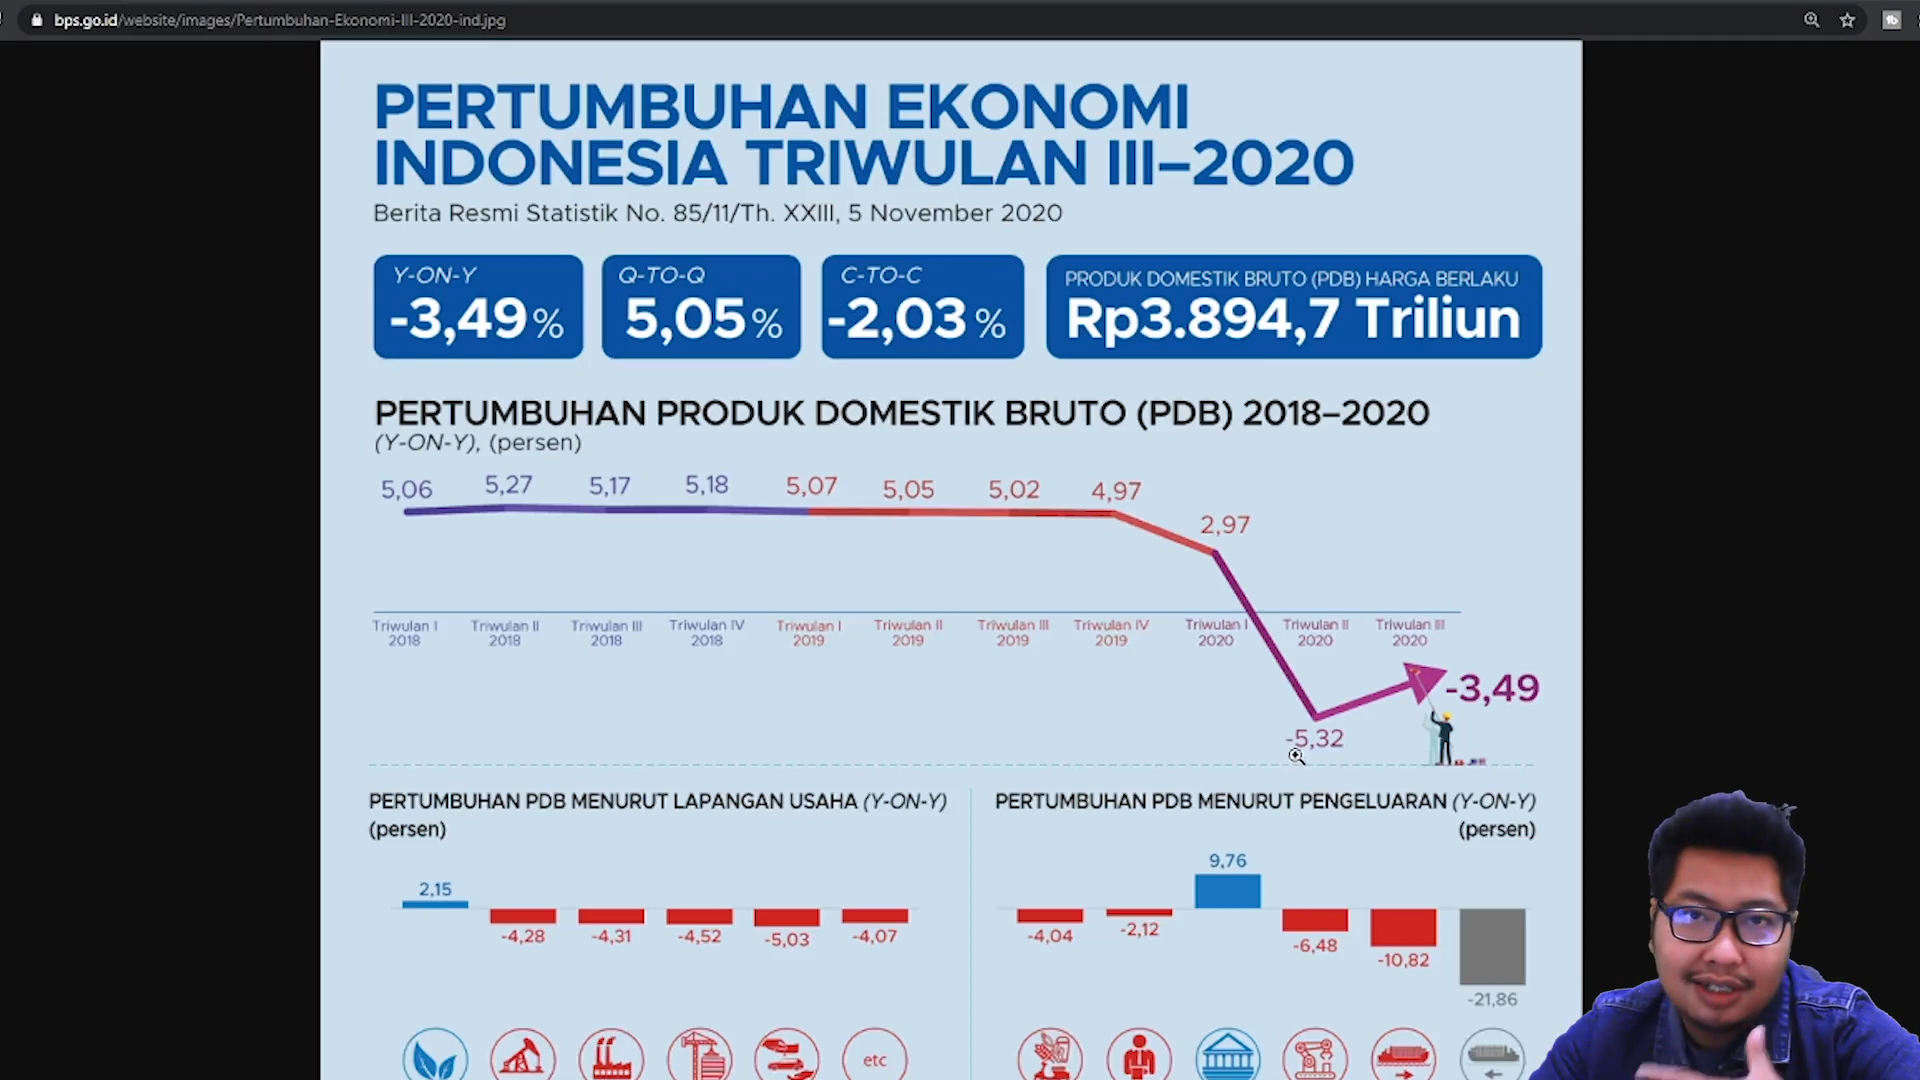 bps.go.id/website/images/Pertumbuhan-Ekonomi-III-2020-ind.jpg
PERTUMBUHAN EKONOMI
INDONESIA TRIWULAN III–2020
Berita Resmi Statistik No. 85/11/Th. XXIII, 5 November 2020
Y-ON-Y
-3,49 %
Q-TO-Q
5,05 %
C-TO-C
-2,03 %
PRODUK DOMESTIK BRUTO (PDB) HARGA BERLAKU
Rp3.894,7 Triliun
PERTUMBUHAN PRODUK DOMESTIK BRUTO (PDB) 2018–2020
(Y-ON-Y), (persen)
5,06 5,27 5,17 5,18 5,07 5,05 5,02 4,97 2,97
Triwulan I Triwulan II Triwulan III Triwulan IV Triwulan I Triwulan II Triwulan III Triwulan IV Triwulan I Triwulan II Triwulan III
2018 2018 2018 2018 2019 2019 2019 2019 2020 2020 2020
-3,49
-5,32
PERTUMBUHAN PDB MENURUT LAPANGAN USAHA (Y-ON-Y)
(persen)
2,15
-4,28 -4,31 -4,52 -5,03 -4,07
etc
PERTUMBUHAN PDB MENURUT PENGELUARAN (Y-ON-Y)
(persen)
9,76
-4,04 -2,12 -6,48 -10,82 -21,86